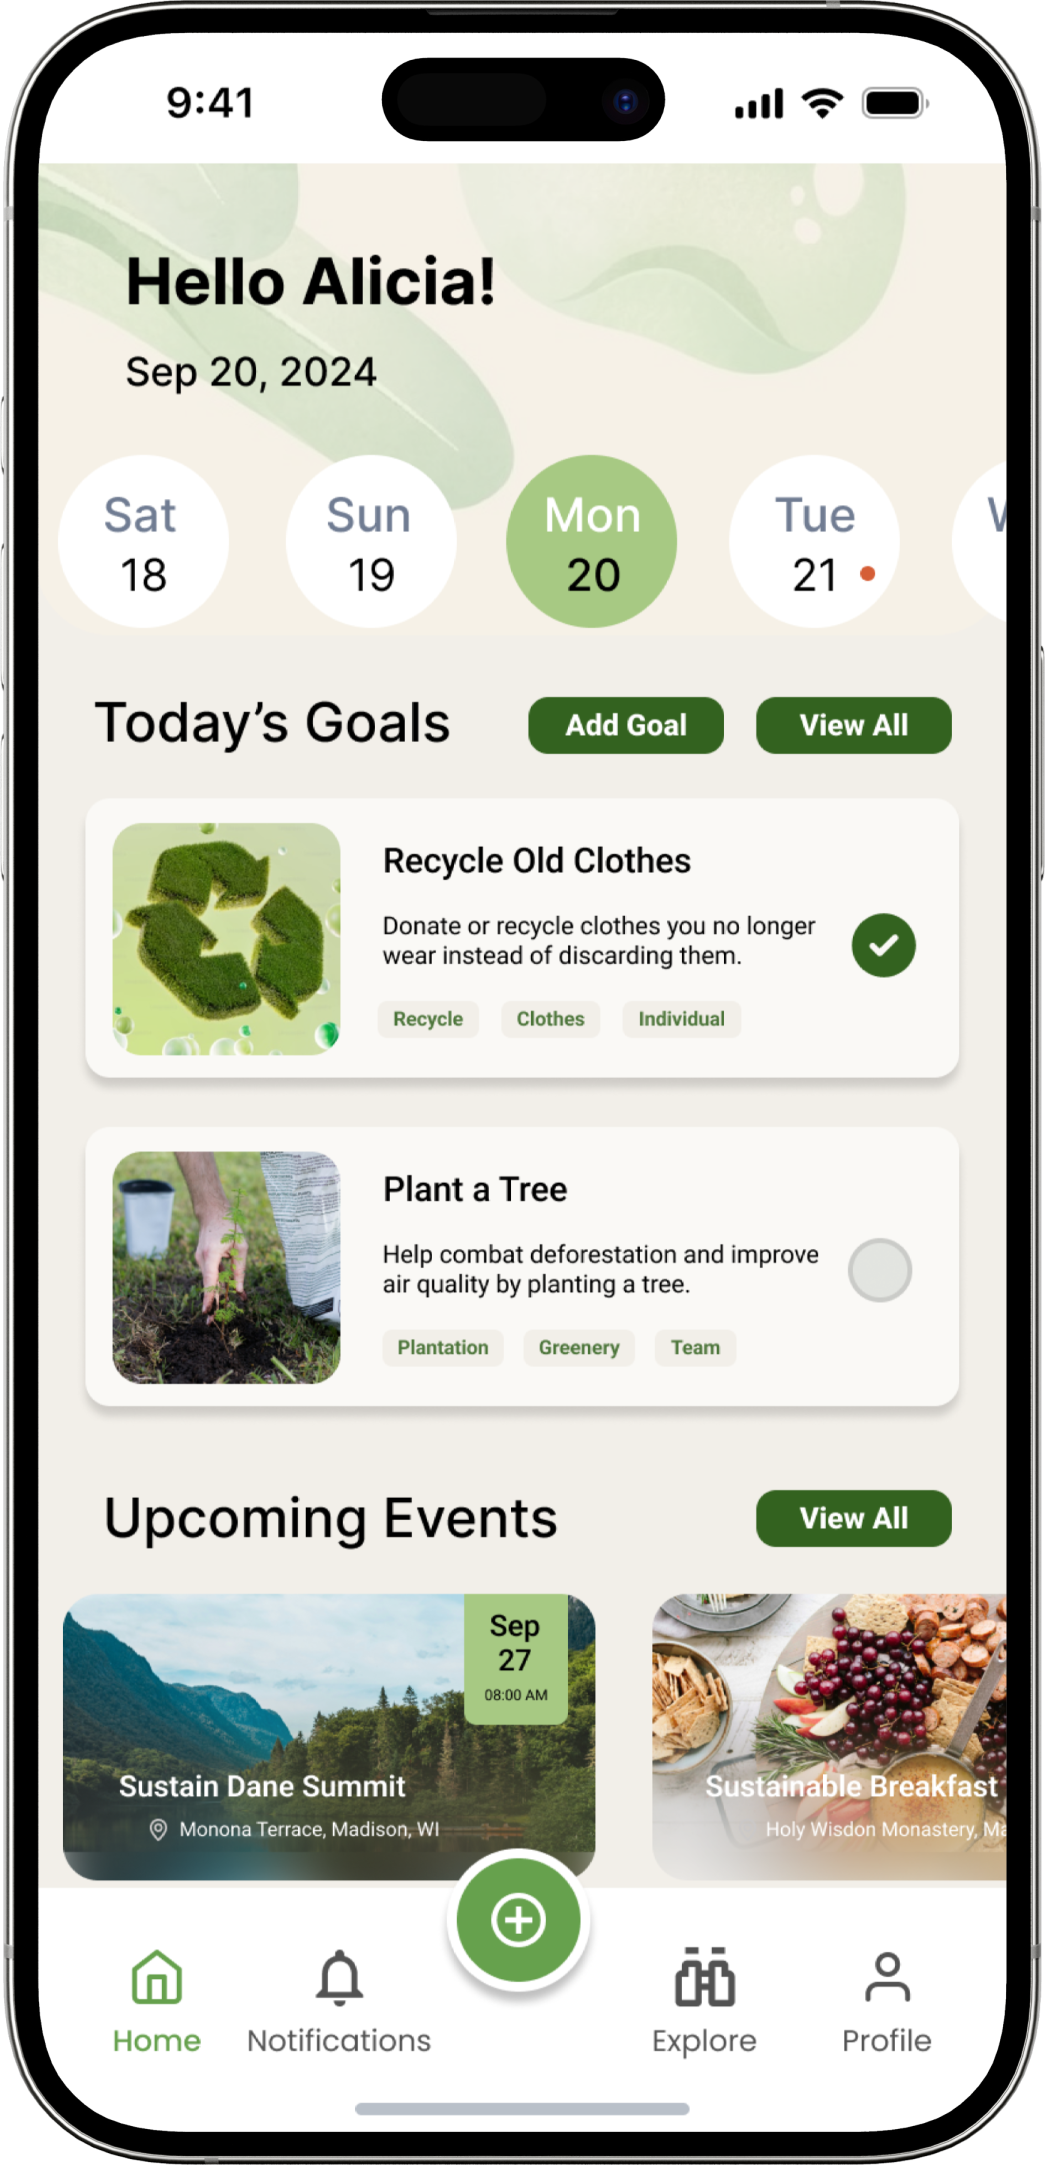 9:41
Hello Alicia!
Sep 20, 2024
Sat Sun Mon Tue
18 19 20 21
Today's Goals Add Goal View All
Recycle Old Clothes
Donate or recycle clothes you no longer
wear instead of discarding them.
Recycle Clothes Individual
Plant a Tree
Help combat deforestation and improve
air quality by planting a tree.
Plantation Greenery Team
Upcoming Events View All
Sep
27
08:00 AM
Sustain Dane Summit
Monona Terrace, Madison, WI
Sustainable Breakfast
Holy Wisdon Monastery,
Home Notifications Explore Profile